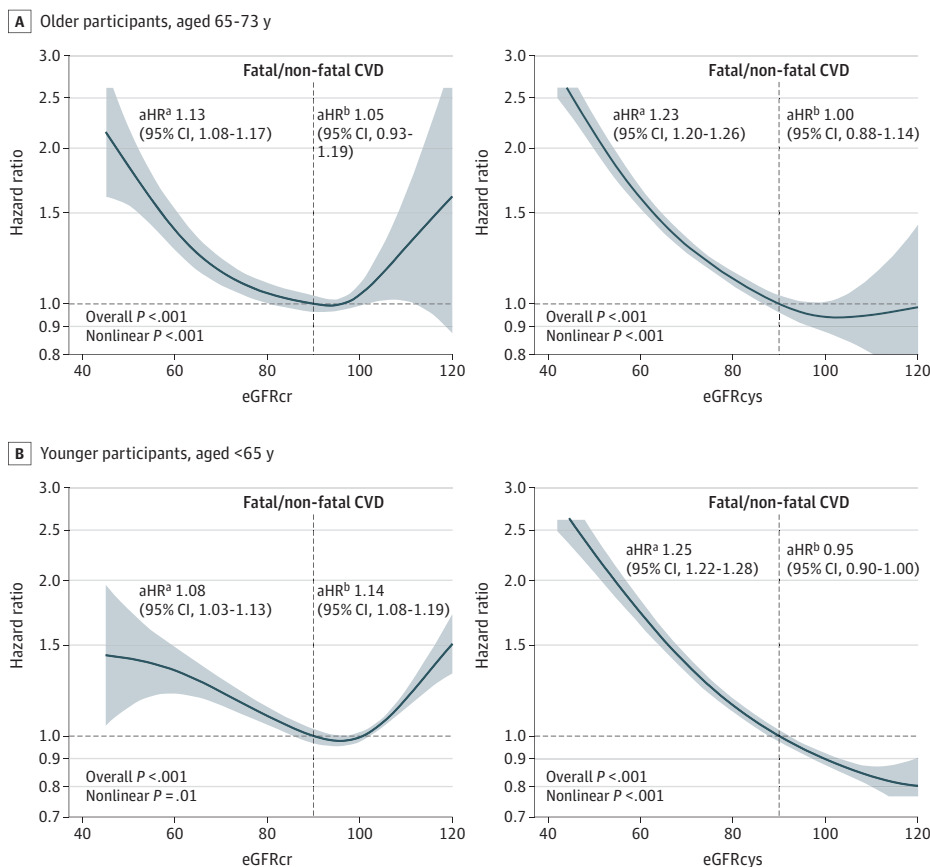 A Older participants, aged 65-73 y
Fatal/non-fatal CVD
aHRa 1.13
(95% CI, 1.08-1.17)
aHRb 1.05
(95% CI, 0.93-
1.19)
Overall P <.001
Nonlinear P <.001
Hazard ratio
3.0
2.5
2.0
1.5
1.0
0.9
0.8
40 60 80 100 120
eGFRcr
Fatal/non-fatal CVD
aHRa 1.23
(95% CI, 1.20-1.26)
aHRb 1.00
(95% CI, 0.88-1.14)
Overall P <.001
Nonlinear P <.001
Hazard ratio
3.0
2.5
2.0
1.5
1.0
0.9
0.8
40 60 80 100 120
eGFRcys
B Younger participants, aged <65 y
Fatal/non-fatal CVD
aHRa 1.08
(95% CI, 1.03-1.13)
aHRb 1.14
(95% CI, 1.08-1.19)
Overall P <.001
Nonlinear P =.01
Hazard ratio
3.0
2.5
2.0
1.5
1.0
0.9
0.8
0.7
40 60 80 100 120
eGFRcr
Fatal/non-fatal CVD
aHRa 1.25
(95% CI, 1.22-1.28)
aHRb 0.95
(95% CI, 0.90-1.00)
Overall P <.001
Nonlinear P <.001
Hazard ratio
3.0
2.5
2.0
1.5
1.0
0.9
0.8
0.7
40 60 80 100 120
eGFRcys